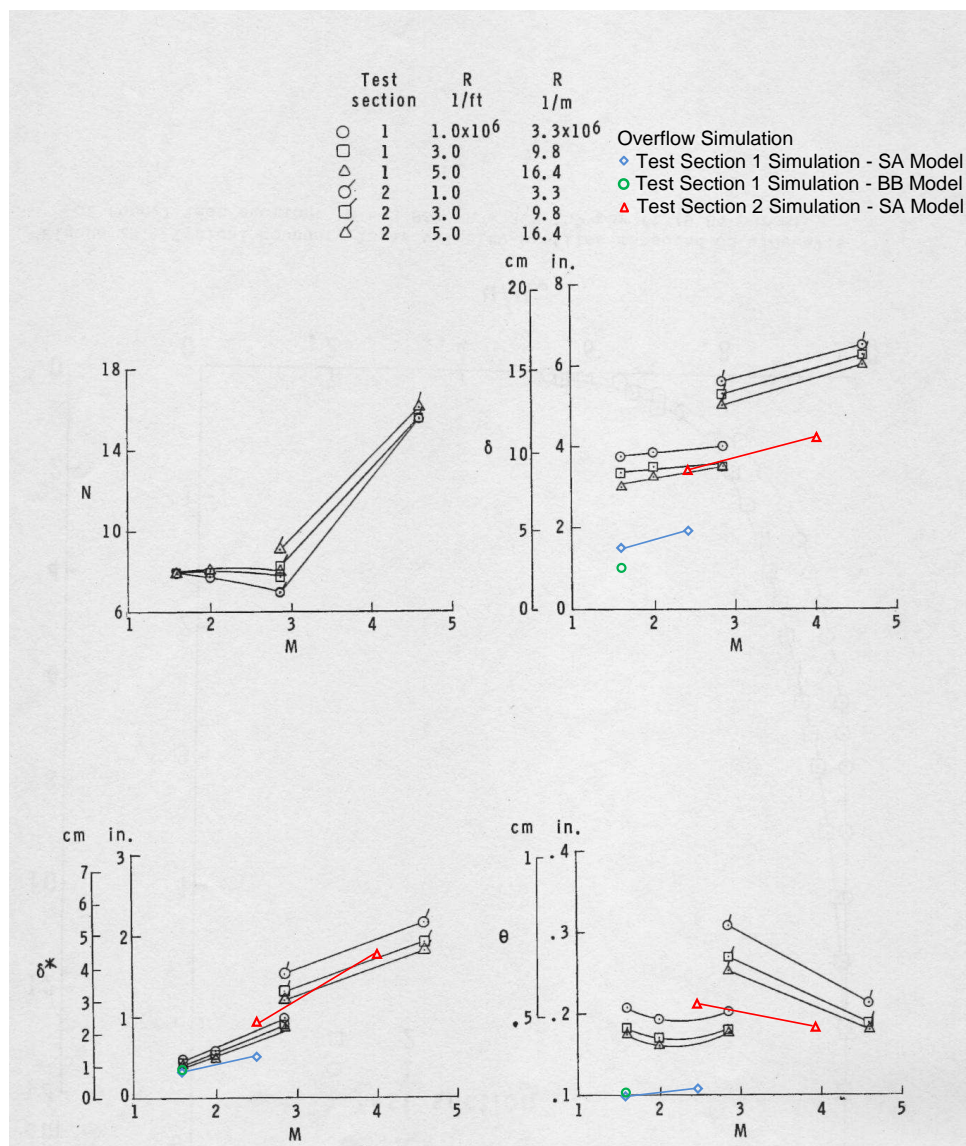 Test R R
section 1/ft 1/m
1 1.0x10⁶ 3.3x10⁶
1 3.0 9.8
1 5.0 16.4
2 1.0 3.3
2 3.0 9.8
2 5.0 16.4
Overflow Simulation
Test Section 1 Simulation - SA Model
Test Section 1 Simulation - BB Model
Test Section 2 Simulation - SA Model
18
14
N
10
6
1 2 3 4 5
M
cm in.
20 8
15 6
δ 10 4
5 2
0 0
1 2 3 4 5
M
cm in.
7 3
6
5 2
δ* 4
3
2 1
1
0 0
1 2 3 4 5
M
cm in.
1 .4
θ .3
.5 .2
.1
1 2 3 4 5
M